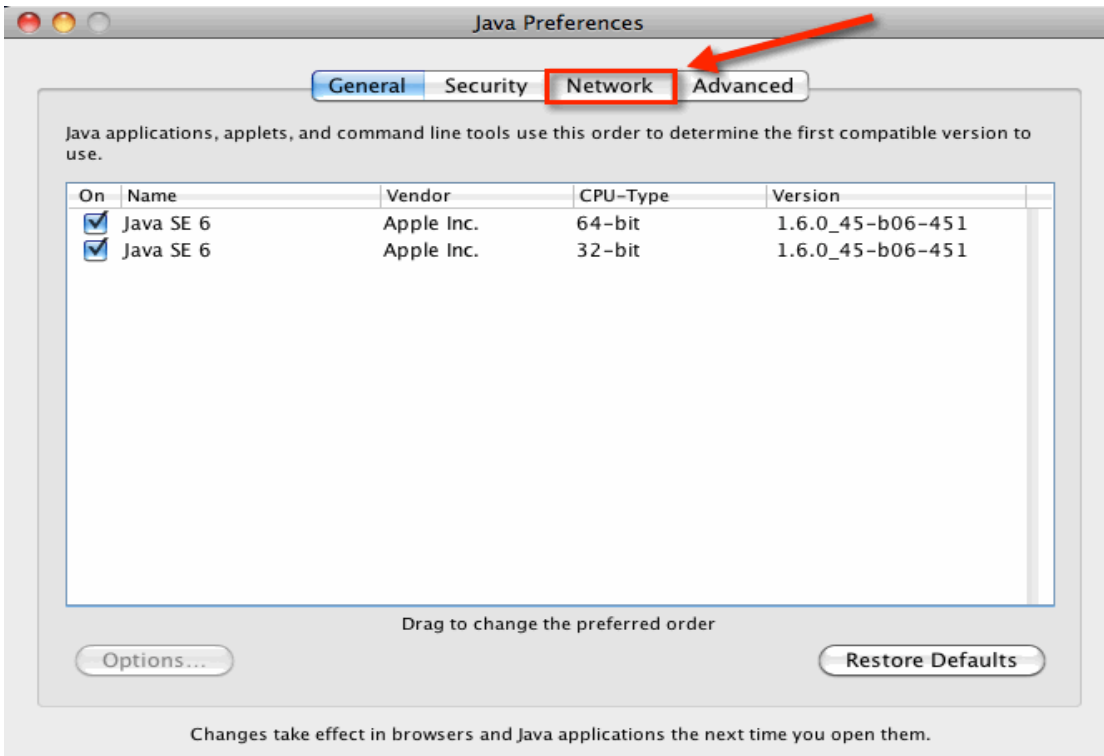 Java Preferences
General Security Network Advanced
Java applications, applets, and command line tools use this order to determine the first compatible version to
use.
On Name Vendor CPU-Type Version
Java SE 6 Apple Inc. 64-bit 1.6.0_45-b06-451
Java SE 6 Apple Inc. 32-bit 1.6.0_45-b06-451
Drag to change the preferred order
Options... Restore Defaults
Changes take effect in browsers and Java applications the next time you open them.